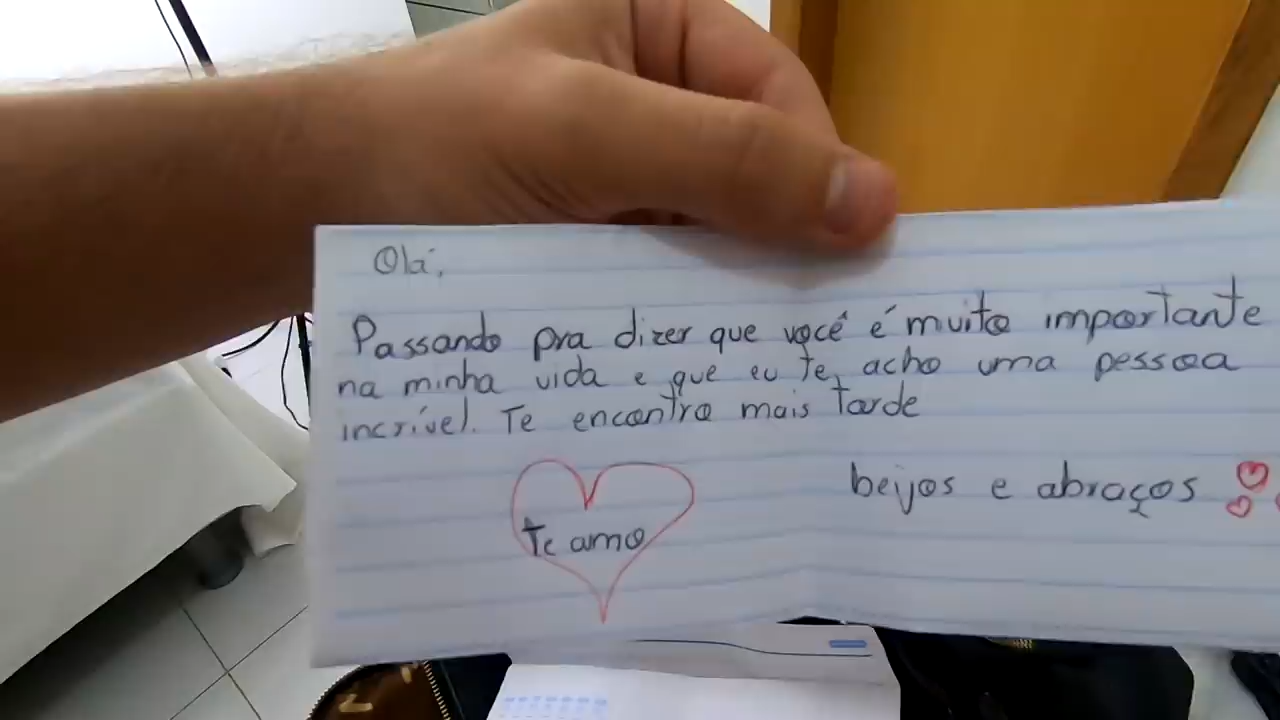 Olá,
Passando pra dizer que você é muito importante
na minha vida e que eu te acho uma pessoa
incrível. Te encontro mais tarde
beijos e abraços
Te amo